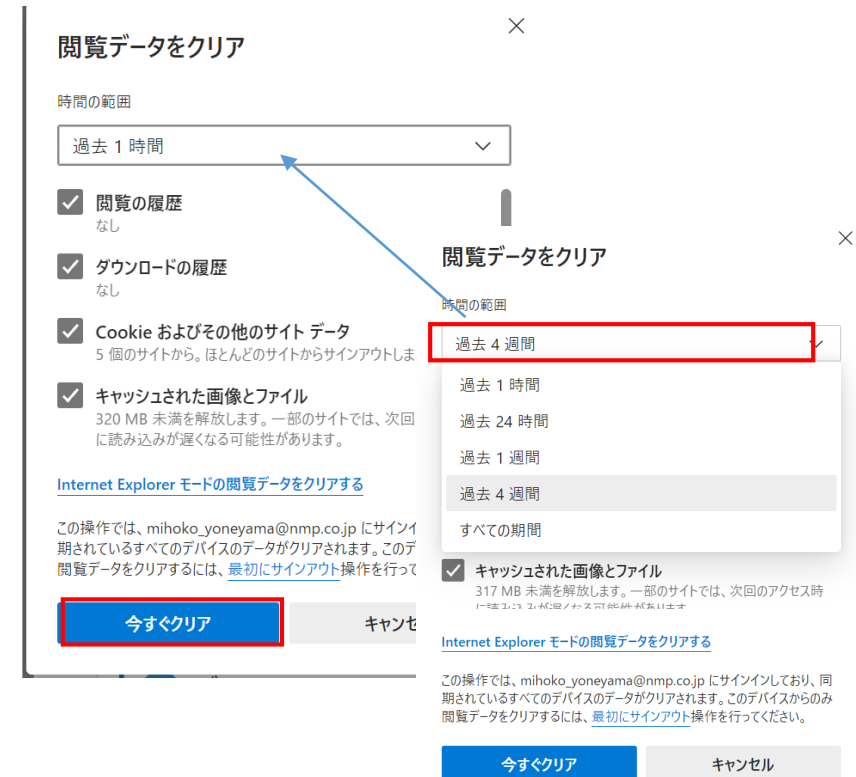 閲覧データをクリア
時間の範囲
過去 1 時間
閲覧の履歴
なし
ダウンロードの履歴
なし
Cookie およびその他のサイト データ
5 個のサイトから。ほとんどのサイトからサインアウトしま
キャッシュされた画像とファイル
320 MB 未満を解放します。一部のサイトでは、次回
に読み込みが遅くなる可能性があります。
Internet Explorer モードの閲覧データをクリアする
この操作では、mihoko_yoneyama@nmp.co.jp にサインイ
期されているすべてのデバイスのデータがクリアされます。このデ
閲覧データをクリアするには、最初にサインアウト操作を行って
今すぐクリア
キャンセ
閲覧データをクリア
時間の範囲
過去 4 週間
過去 1 時間
過去 24 時間
過去 1 週間
過去 4 週間
すべての期間
キャッシュされた画像とファイル
317 MB 未満を解放します。一部のサイトでは、次回のアクセス時
に読み込みが遅くなる可能性があります
Internet Explorer モードの閲覧データをクリアする
この操作では、mihoko_yoneyama@nmp.co.jp にサインインしており、同
期されているすべてのデバイスのデータがクリアされます。このデバイスからのみ
閲覧データをクリアするには、最初にサインアウト操作を行ってください。
今すぐクリア
キャンセル